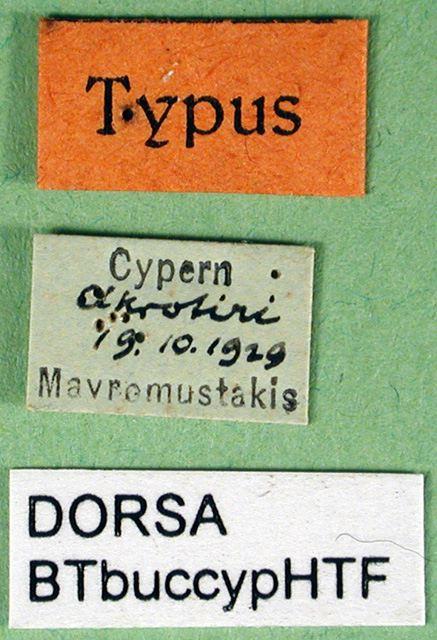 Typus
Cypern
Akrotiri
19. 10. 1929
Mavromustakis
DORSA
BTbuccypHTF